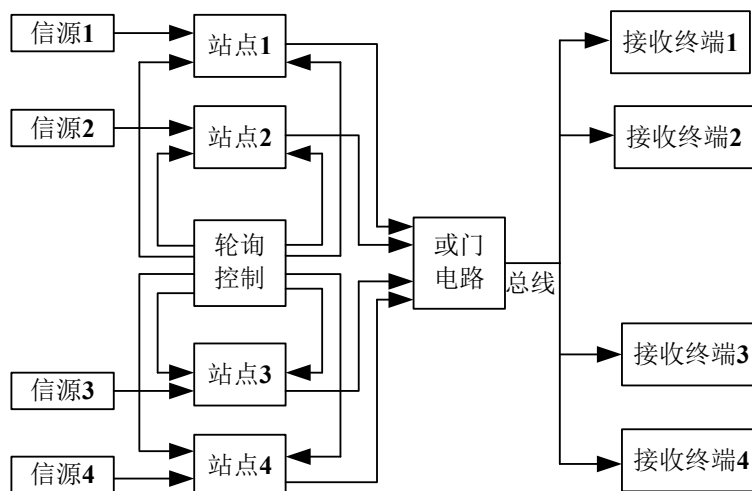 信源1
站点1
接收终端1
信源2
站点2
接收终端2
轮询
控制
或门
电路
总线
信源3
站点3
接收终端3
信源4
站点4
接收终端4